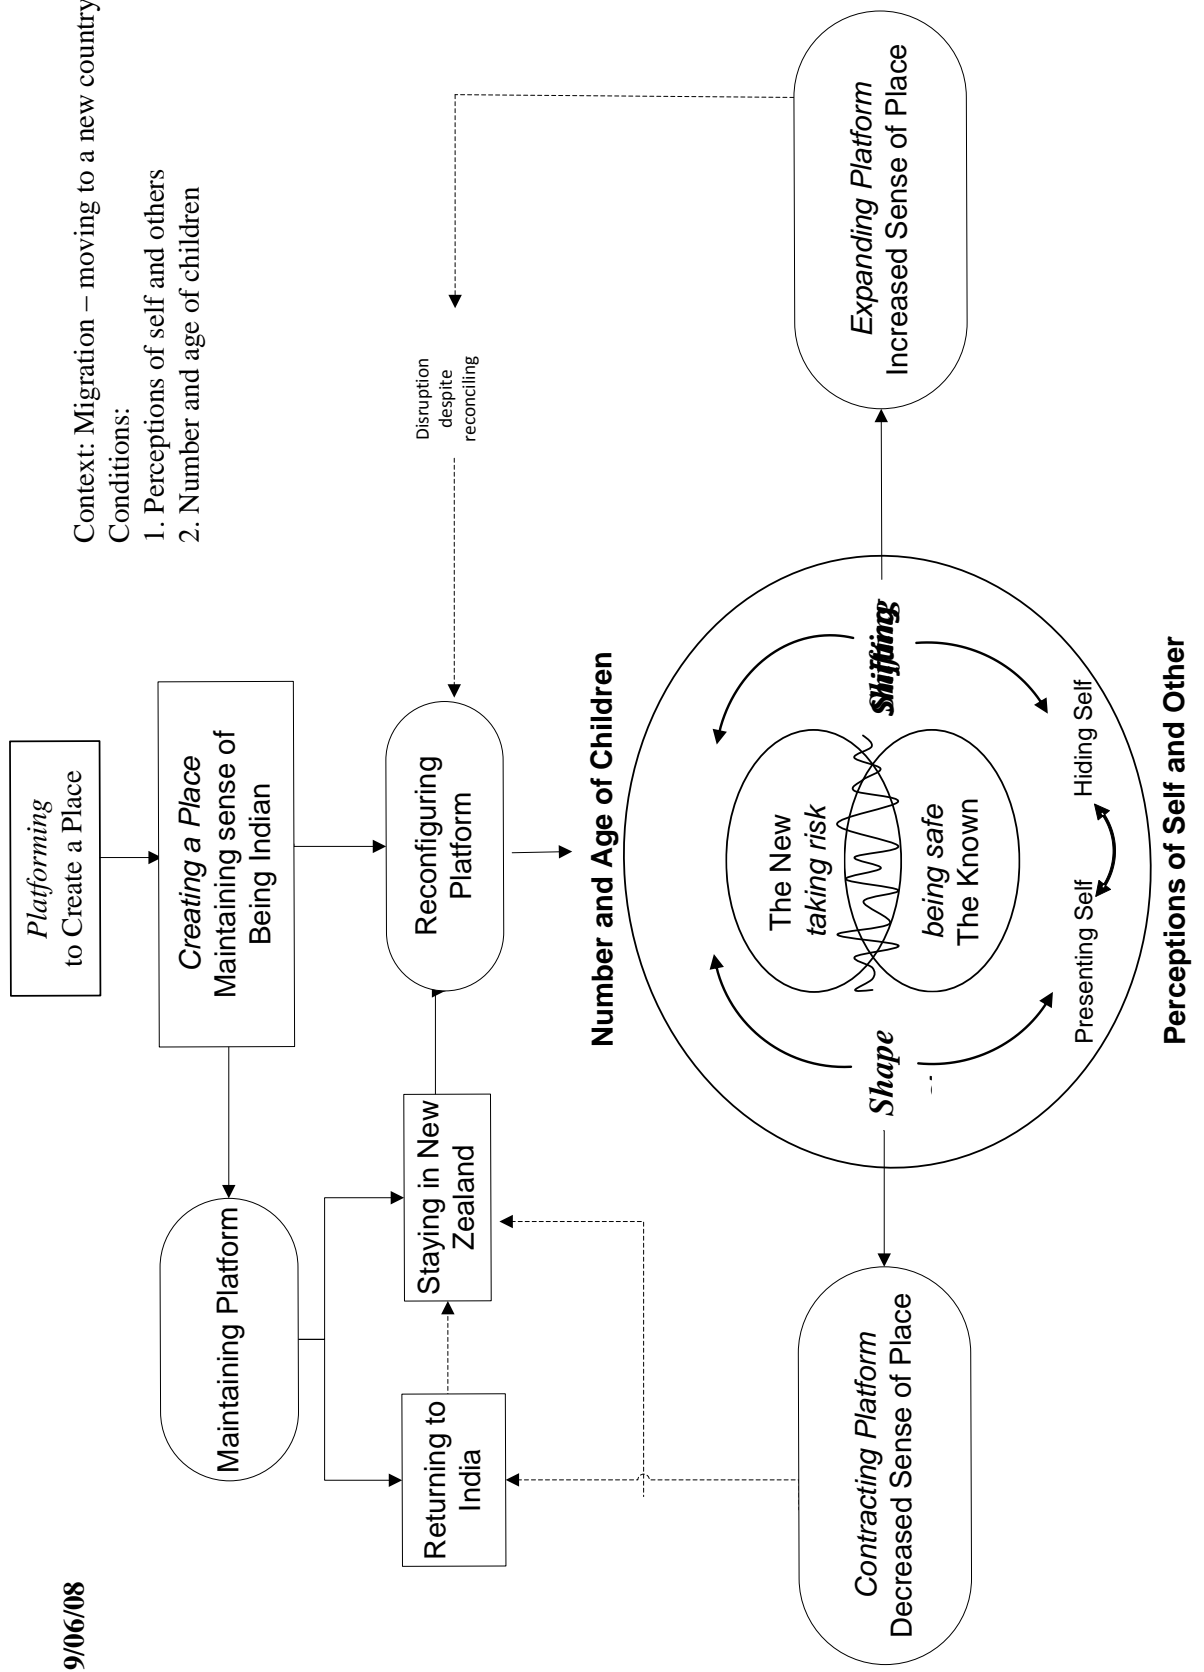 9/06/08
Context: Migration – moving to a new country
Conditions:
1. Perceptions of self and others
2. Number and age of children
Platforming
to Create a Place
Creating a Place
Maintaining sense of
Being Indian
Maintaining Platform
Returning to
India
Staying in New
Zealand
Reconfiguring
Platform
Disruption
despite
reconciling
Number and Age of Children
The New
taking risk
being safe
The Known
Shape
Shifting
Presenting Self
Hiding Self
Perceptions of Self and Other
Contracting Platform
Decreased Sense of Place
Expanding Platform
Increased Sense of Place